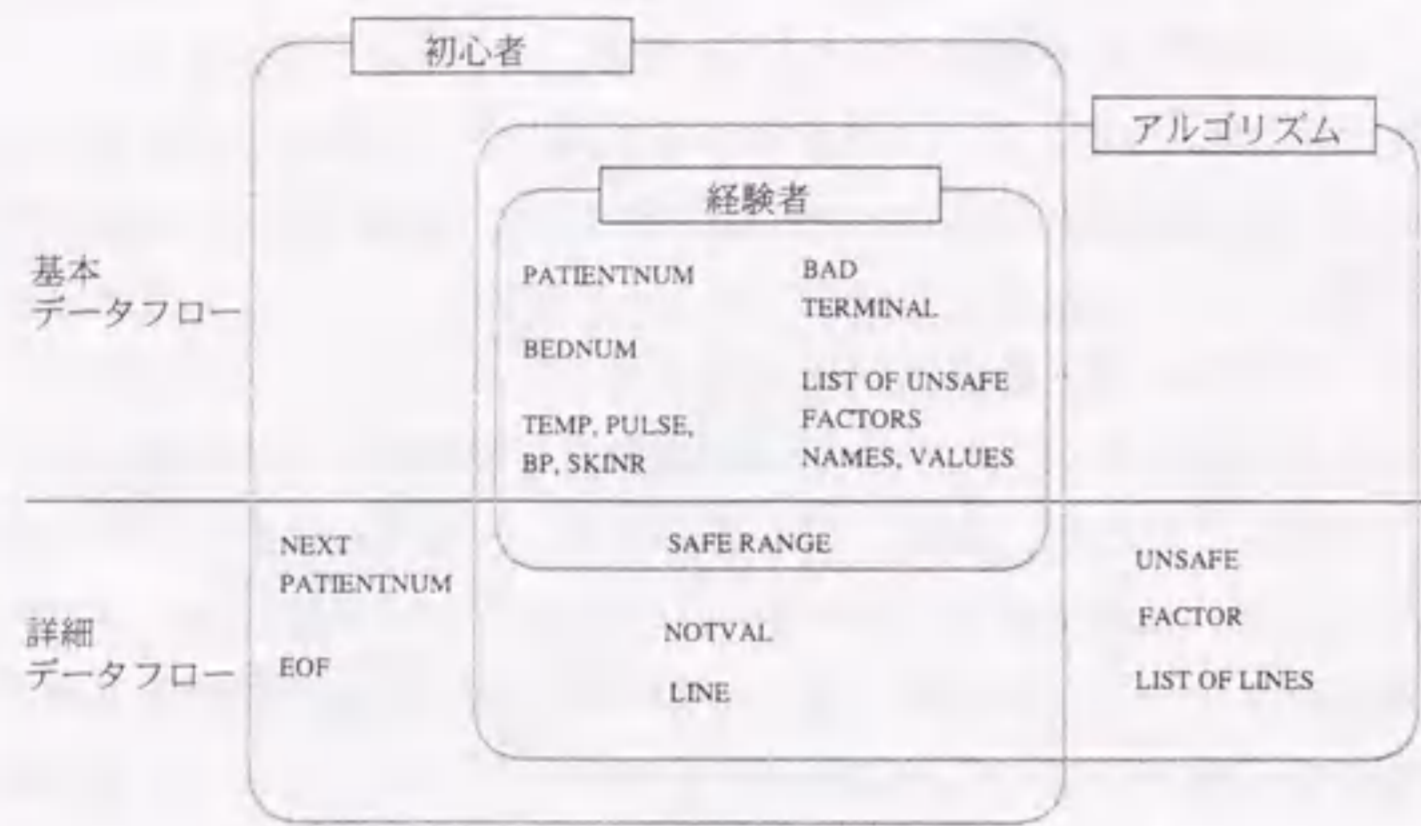 初心者
アルゴリズム
経験者
基本
データフロー
PATIENTNUM
BEDNUM
TEMP, PULSE,
BP, SKINR
BAD
TERMINAL
LIST OF UNSAFE
FACTORS
NAMES, VALUES
詳細
データフロー
NEXT
PATIENTNUM
EOF
SAFE RANGE
NOTVAL
LINE
UNSAFE
FACTOR
LIST OF LINES